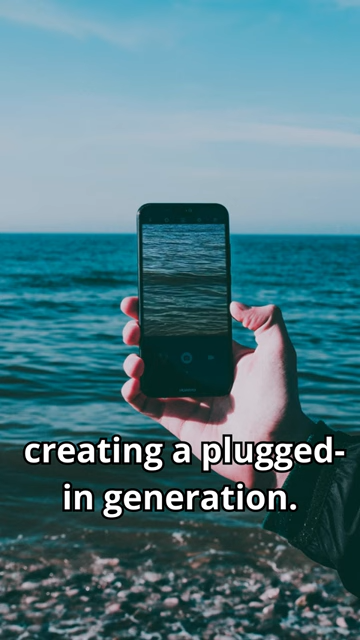 creating a plugged-
in generation.